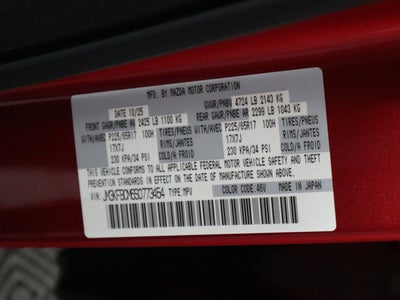 MFD. BY MAZDA MOTOR CORPORATION
DATE 10/25 GVWR/PNBV 4724 LB 2143 KG
FRONT GAWR/PNBE AV 2425 LB 1100 KG REAR GAWR/PNBE AR 2299 LB 1043 KG
WITH/AVEC P225/65R17 100H TIRES/PNEUS WITH/AVEC P225/65R17 100H TIRES/PNEUS
17X7J RIMS/JANTES 17X7J RIMS/JANTES
230 KPA/34 PSI COLD/A FROID 230 KPA/34 PSI COLD/A FROID
THIS VEHICLE CONFORMS TO ALL APPLICABLE FEDERAL MOTOR VEHICLE SAFETY AND THEFT
PREVENTION STANDARDS IN EFFECT ON THE DATE OF MANUFACTURE SHOWN ABOVE.
VIN: TYPE:MPV COLOR CODE:46V MADE IN JAPAN